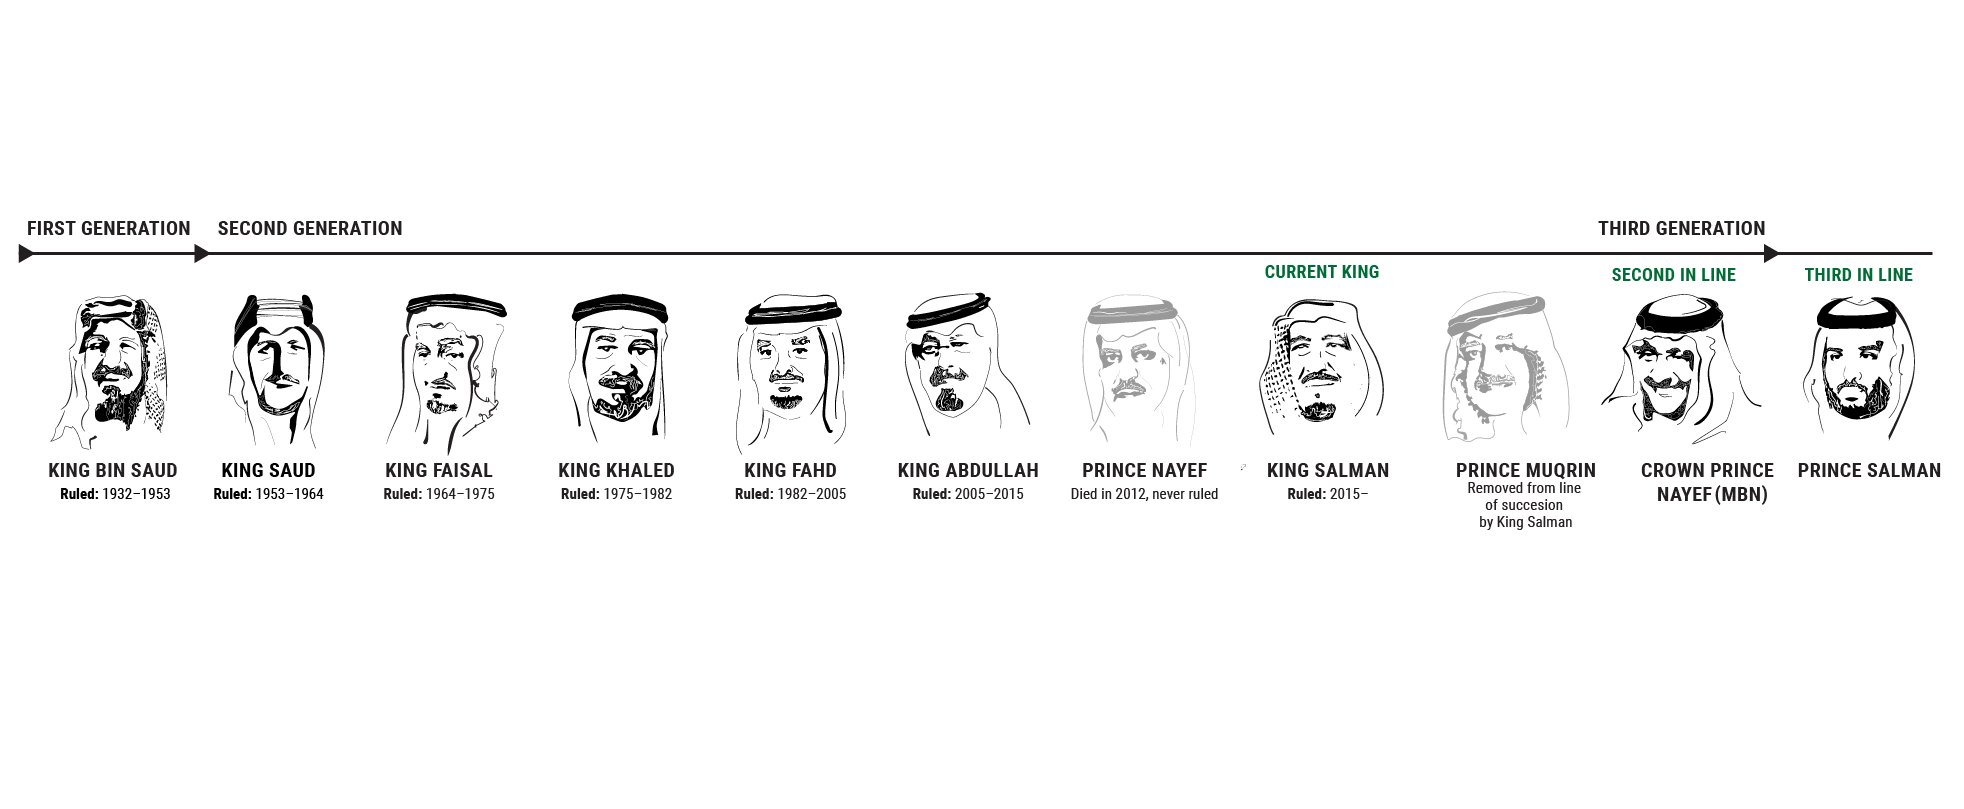 FIRST GENERATION
SECOND GENERATION
THIRD GENERATION
CURRENT KING
SECOND IN LINE
THIRD IN LINE
KING BIN SAUD
Ruled: 1932–1953
KING SAUD
Ruled: 1953–1964
KING FAISAL
Ruled: 1964–1975
KING KHALED
Ruled: 1975–1982
KING FAHD
Ruled: 1982–2005
KING ABDULLAH
Ruled: 2005–2015
PRINCE NAYEF
Died in 2012, never ruled
KING SALMAN
Ruled: 2015–
PRINCE MUQRIN
Removed from line
of succesion
by King Salman
CROWN PRINCE
NAYEF (MBN)
PRINCE SALMAN